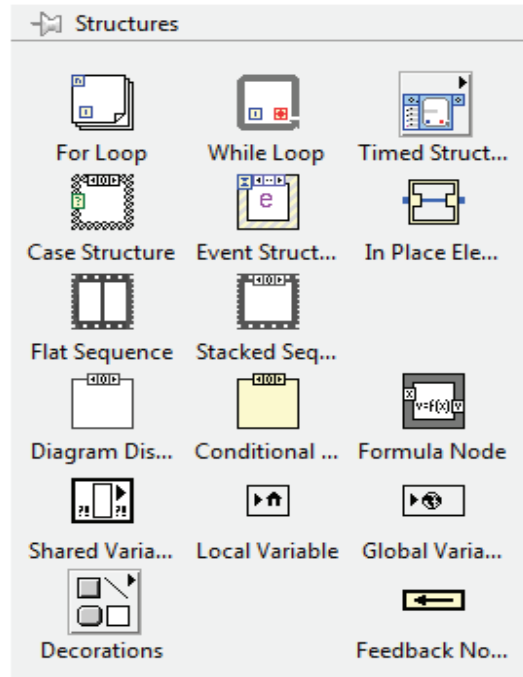 Structures
For Loop While Loop Timed Struct...
Case Structure Event Struct... In Place Ele...
Flat Sequence Stacked Seq...
Diagram Dis... Conditional ... Formula Node
Shared Varia... Local Variable Global Varia...
Decorations Feedback No...